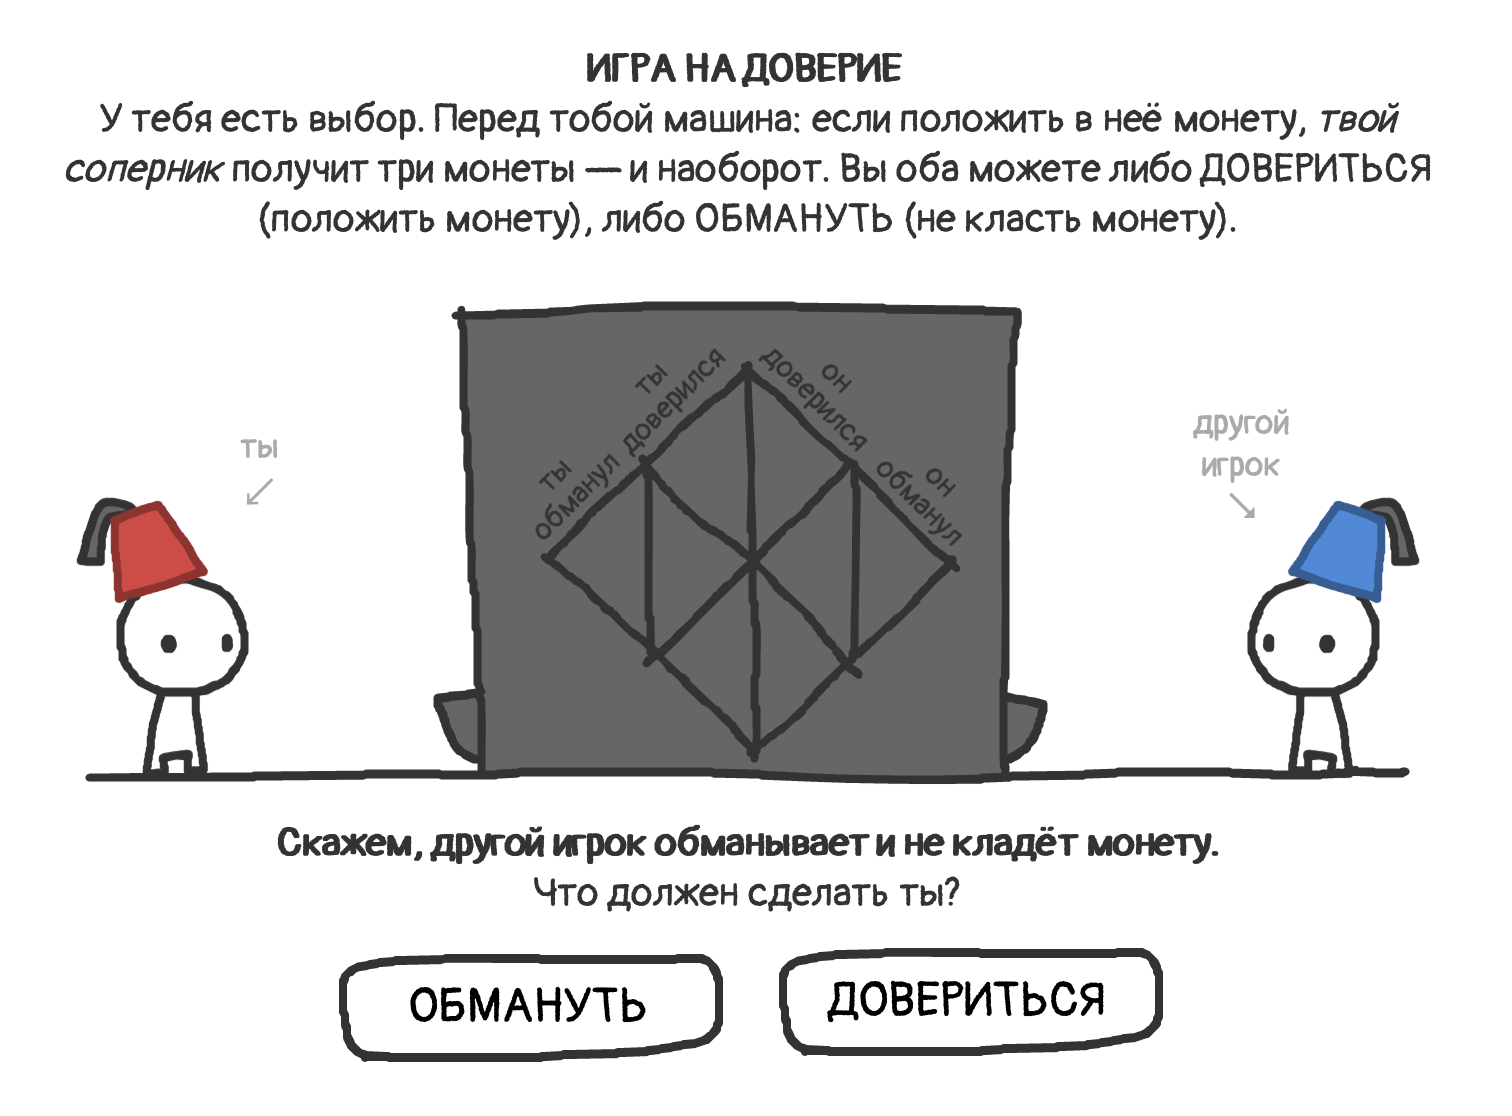 ИГРА НА ДОВЕРИЕ
У тебя есть выбор. Перед тобой машина: если положить в неё монету, твой
соперник получит три монеты — и наоборот. Вы оба можете либо ДОВЕРИТЬСЯ
(положить монету), либо ОБМАНУТЬ (не класть монету).
ты
доверился
он
доверился
ты
обманул
он
обманул
ты
другой
игрок
Скажем, другой игрок обманывает и не кладёт монету.
Что должен сделать ты?
ОБМАНУТЬ
ДОВЕРИТЬСЯ